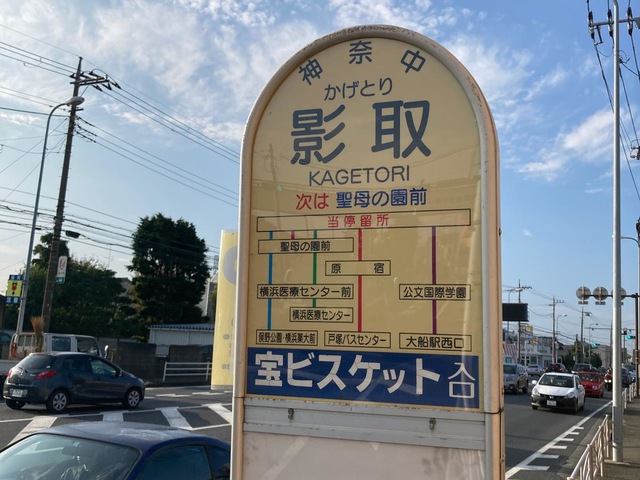 神奈中
かげとり
影取
KAGETORI
次は 聖母の園前
当停留所
聖母の園前
原宿
横浜医療センター前
公文国際学園
横浜医療センター
俣野公園・横浜薬大前
戸塚バスセンター
大船駅西口
宝ビスケット